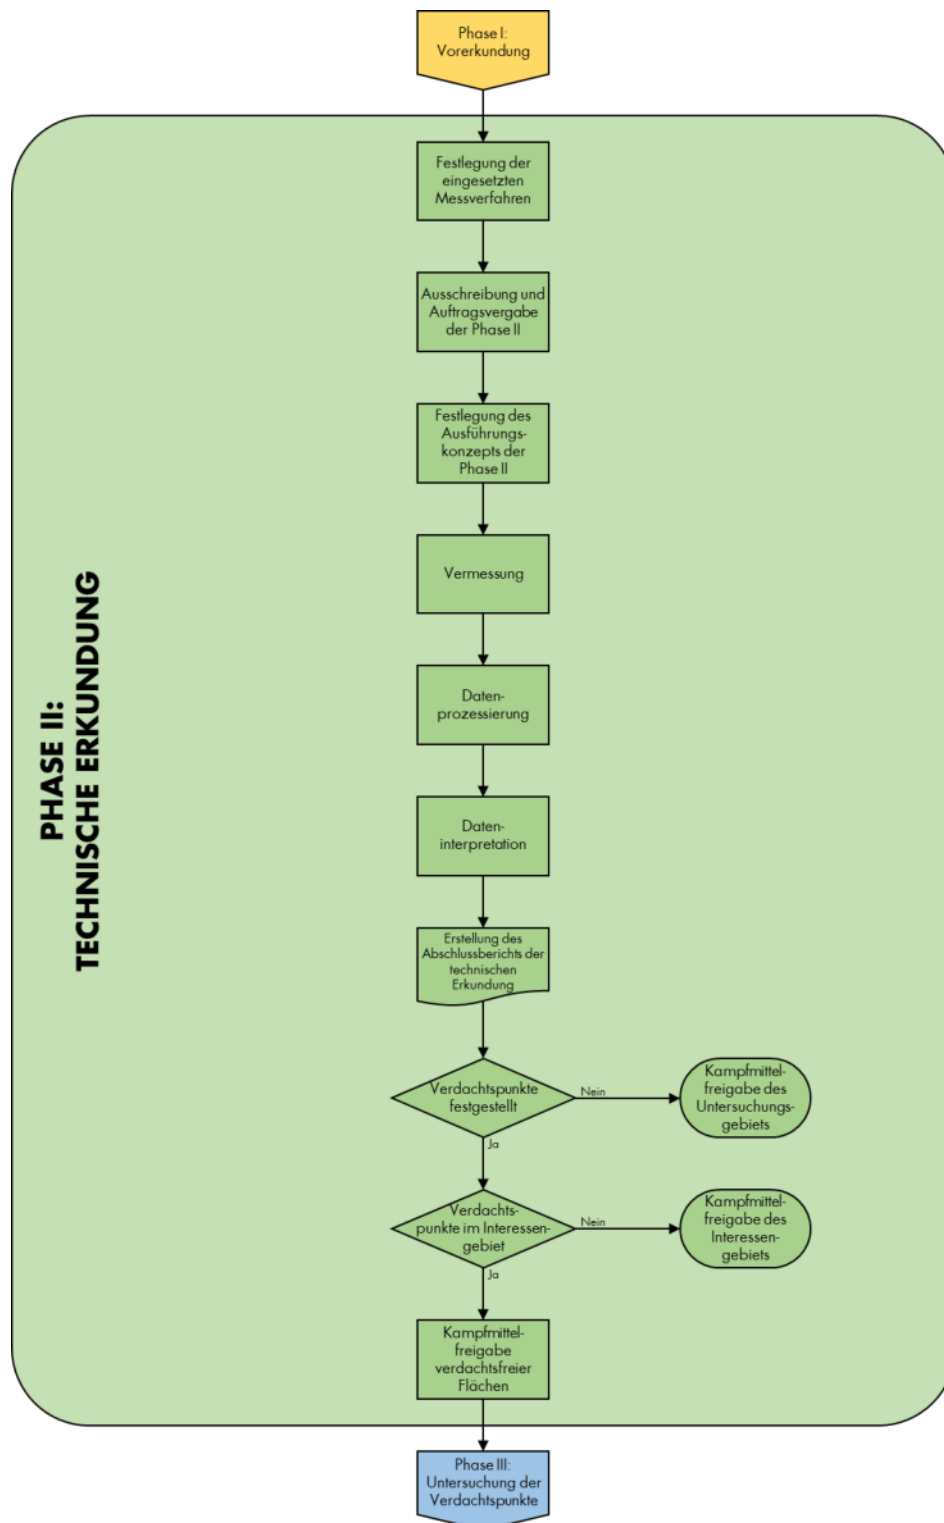 Phase I:
Vorerkundung
Festlegung der
eingesetzten
Messverfahren
Ausschreibung und
Auftragsvergabe
der Phase II
Festlegung des
Ausführungs-
konzepts der
Phase II
Vermessung
PHASE II:
TECHNISCHE ERKUNDUNG
Daten-
prozessierung
Daten-
interpretation
Erstellung des
Abschlussberichts der
technischen
Erkundung
Verdachtspunkte
festgestellt
Nein
Kampfmittel-
freigabe des
Untersuchungs-
gebiets
Ja
Verdachts-
punkte im Interessen-
gebiet
Nein
Kampfmittel-
freigabe des
Interessen-
gebiets
Ja
Kampfmittel-
freigabe
verdachtsfreier
Flächen
Phase III:
Untersuchung der
Verdachtspunkte